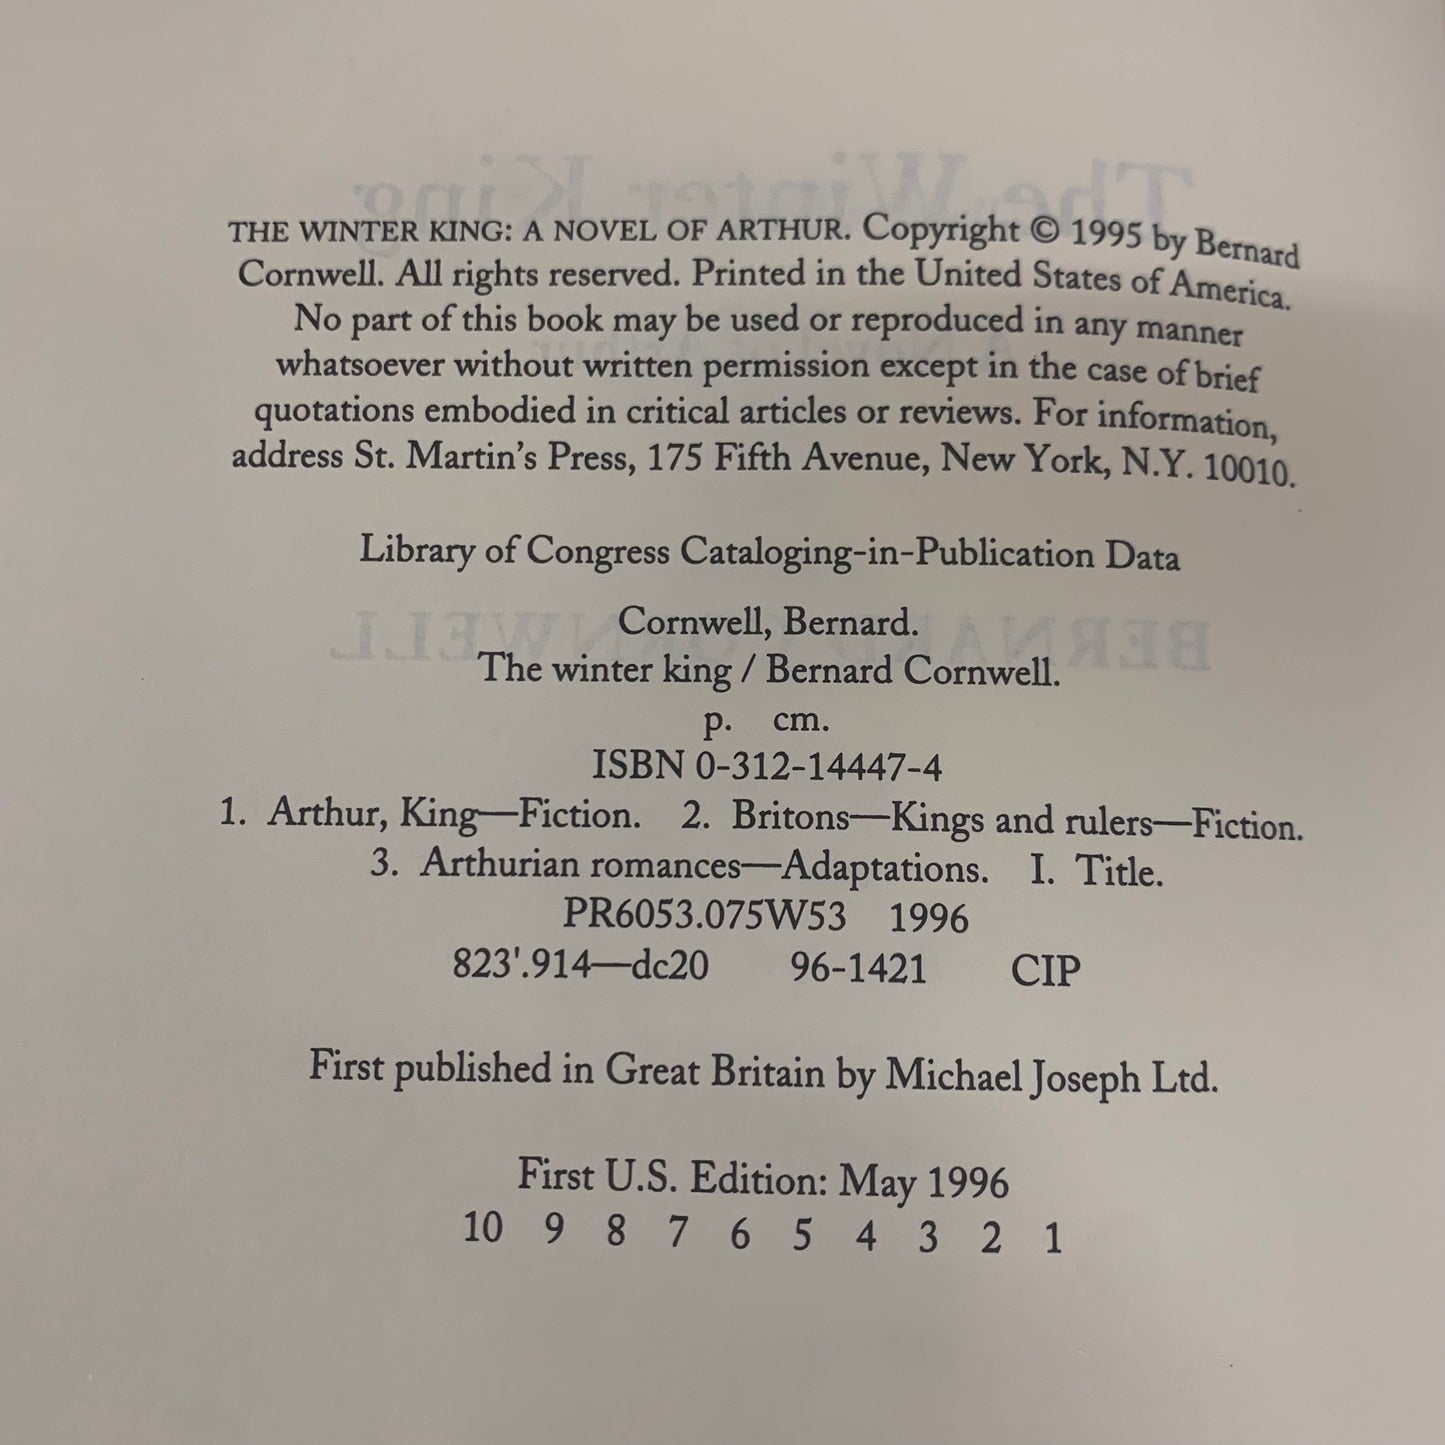 THE WINTER KING: A NOVEL OF ARTHUR. Copyright © 1995 by Bernard
Cornwell. All rights reserved. Printed in the United States of America.
No part of this book may be used or reproduced in any manner
whatsoever without written permission except in the case of brief
quotations embodied in critical articles or reviews. For information,
address St. Martin's Press, 175 Fifth Avenue, New York, N.Y. 10010.
Library of Congress Cataloging-in-Publication Data
Cornwell, Bernard.
The winter king / Bernard Cornwell.
p. cm.
ISBN 0-312-14447-4
1. Arthur, King—Fiction. 2. Britons—Kings and rulers—Fiction.
3. Arthurian romances—Adaptations. I. Title.
PR6053.075W53 1996
823'.914—dc20 96-1421 CIP
First published in Great Britain by Michael Joseph Ltd.
First U.S. Edition: May 1996
10 9 8 7 6 5 4 3 2 1